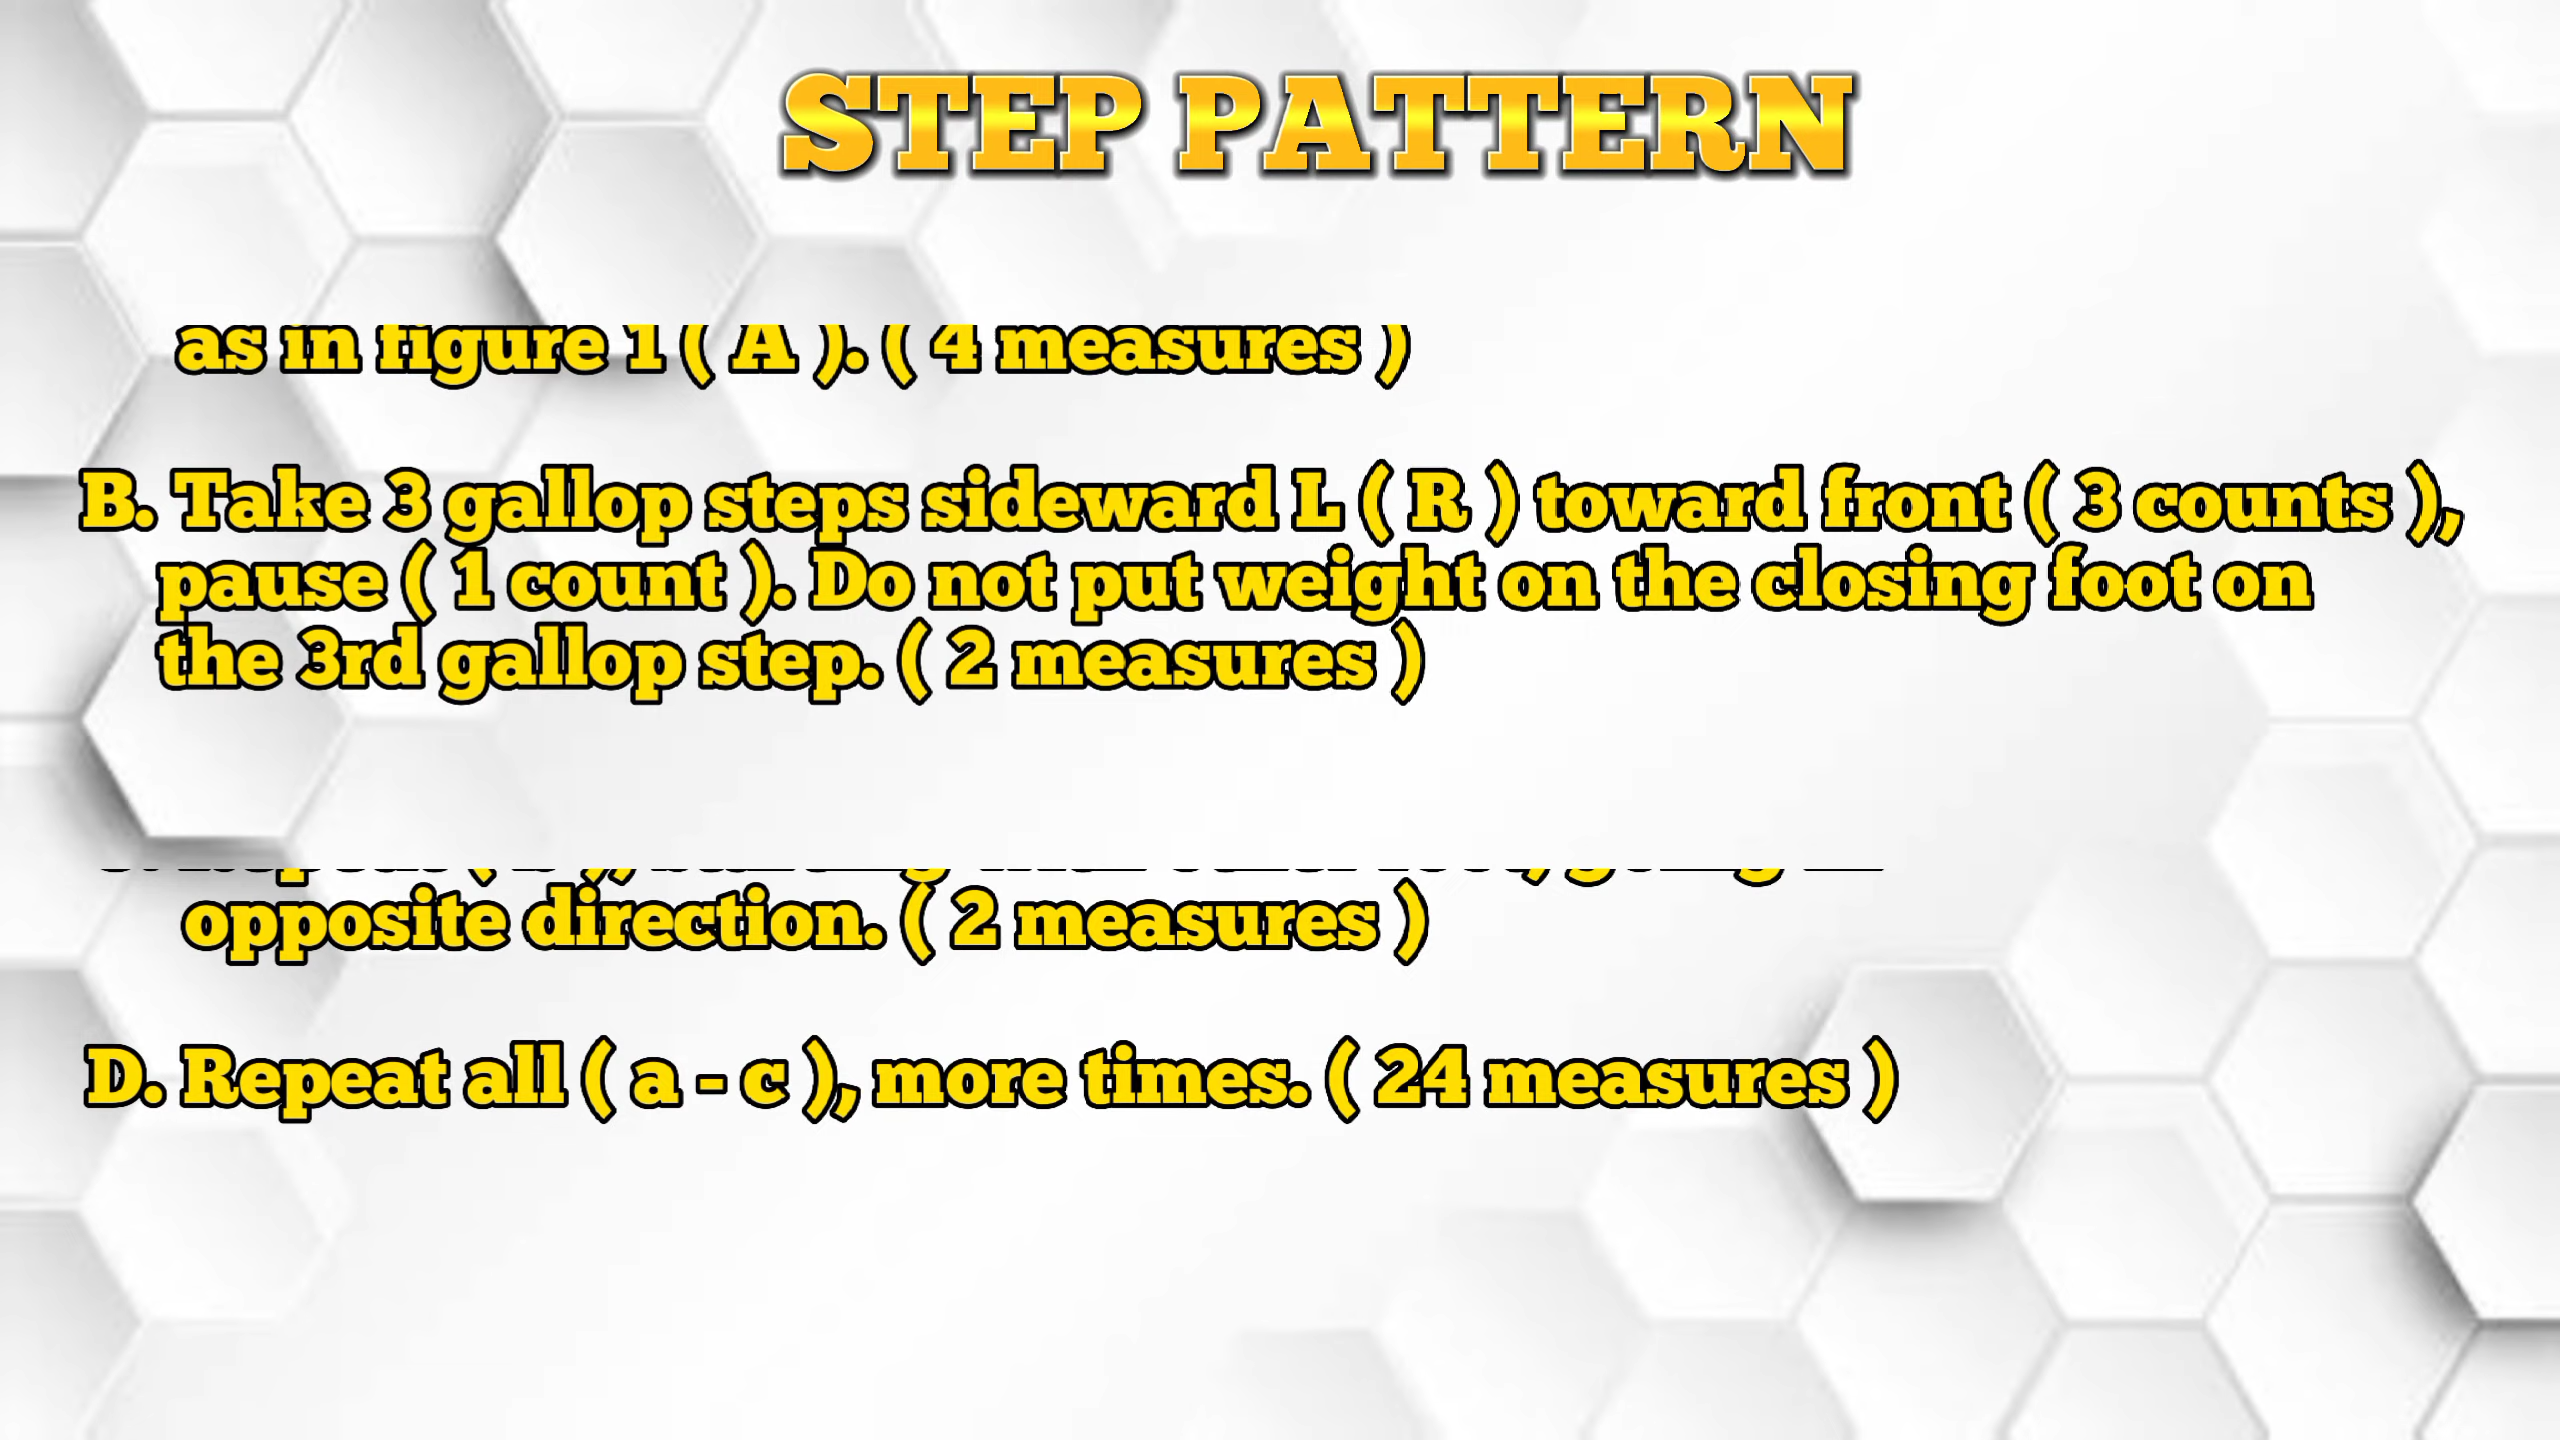 STEP PATTERN
as in figure 1 ( A ). ( 4 measures )
B. Take 3 gallop steps sideward L ( R ) toward front ( 3 counts ),
pause ( 1 count ). Do not put weight on the closing foot on
the 3rd gallop step. ( 2 measures )
opposite direction. ( 2 measures )
D. Repeat all ( a - c ), more times. ( 24 measures )